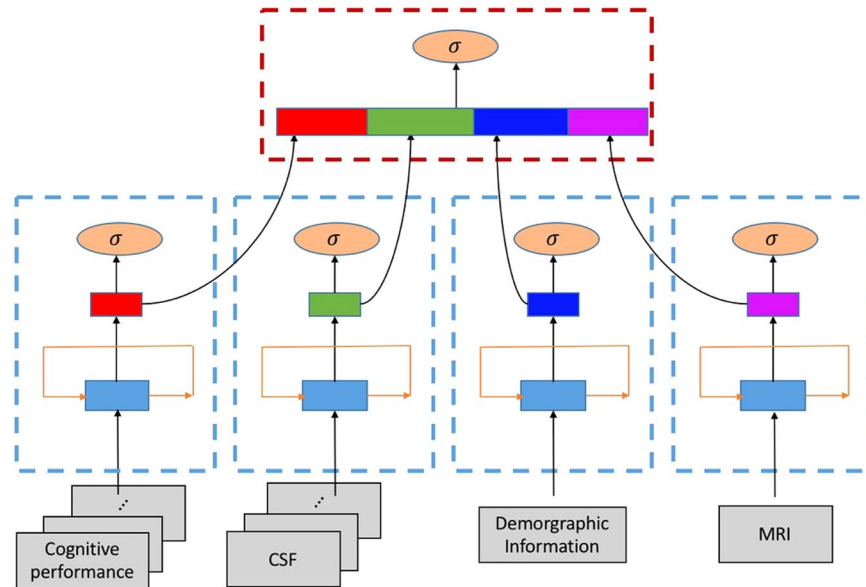 σ
σ
σ
σ
σ
⋮
Cognitive
performance
⋮
CSF
Demorgraphic
Information
MRI